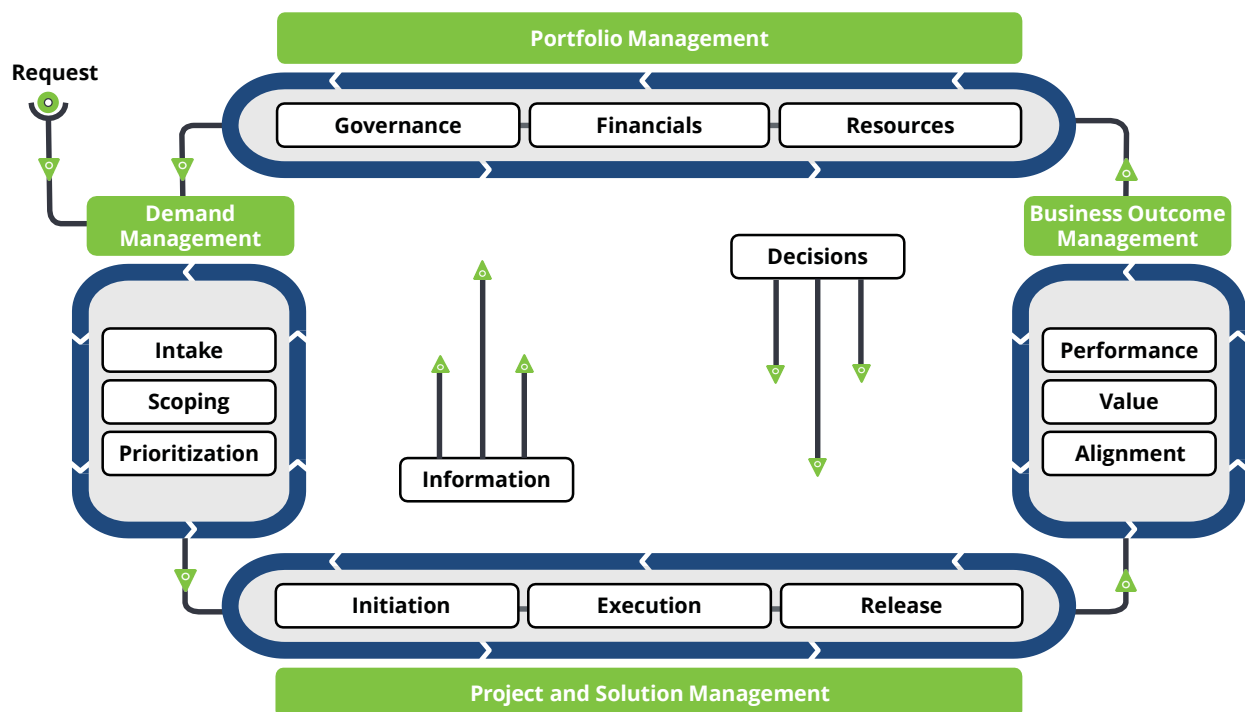 Portfolio Management
Request
Governance
Financials
Resources
Demand
Management
Business Outcome
Management
Decisions
Intake
Scoping
Prioritization
Performance
Value
Alignment
Information
Initiation
Execution
Release
Project and Solution Management